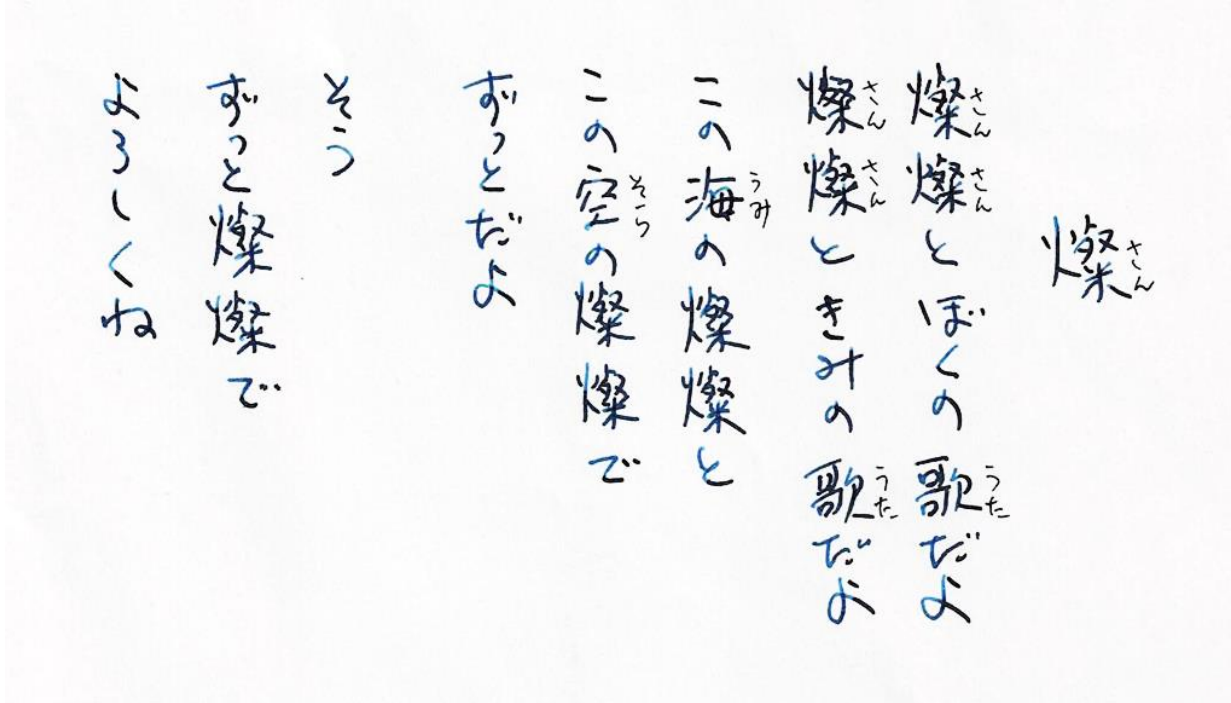 燦
燦燦とぼくの歌だよ
燦燦ときみの歌だよ
この海の燦燦と
この空の燦燦で
ずっとだよ
そう
ずっと燦燦で
よろしくね